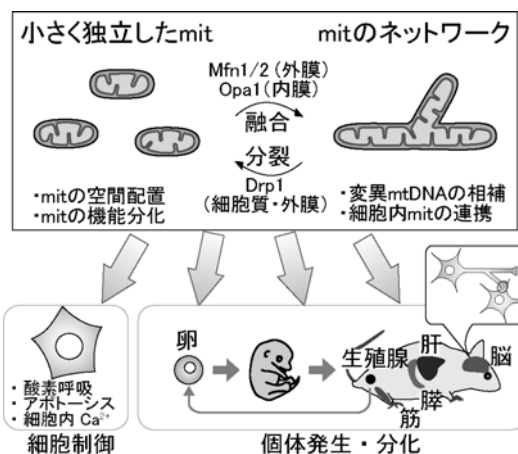 小さく独立したmit
mitのネットワーク
Mfn1/2 (外膜)
Opa1 (内膜)
融合
分裂
Drp1
(細胞質・外膜)
・mitの空間配置
・mitの機能分化
・変異mtDNAの相補
・細胞内mitの連携
・酸素呼吸
・アポトーシス
・細胞内 Ca²⁺
細胞制御
卵
生殖腺
肝
脳
膵
筋
個体発生・分化